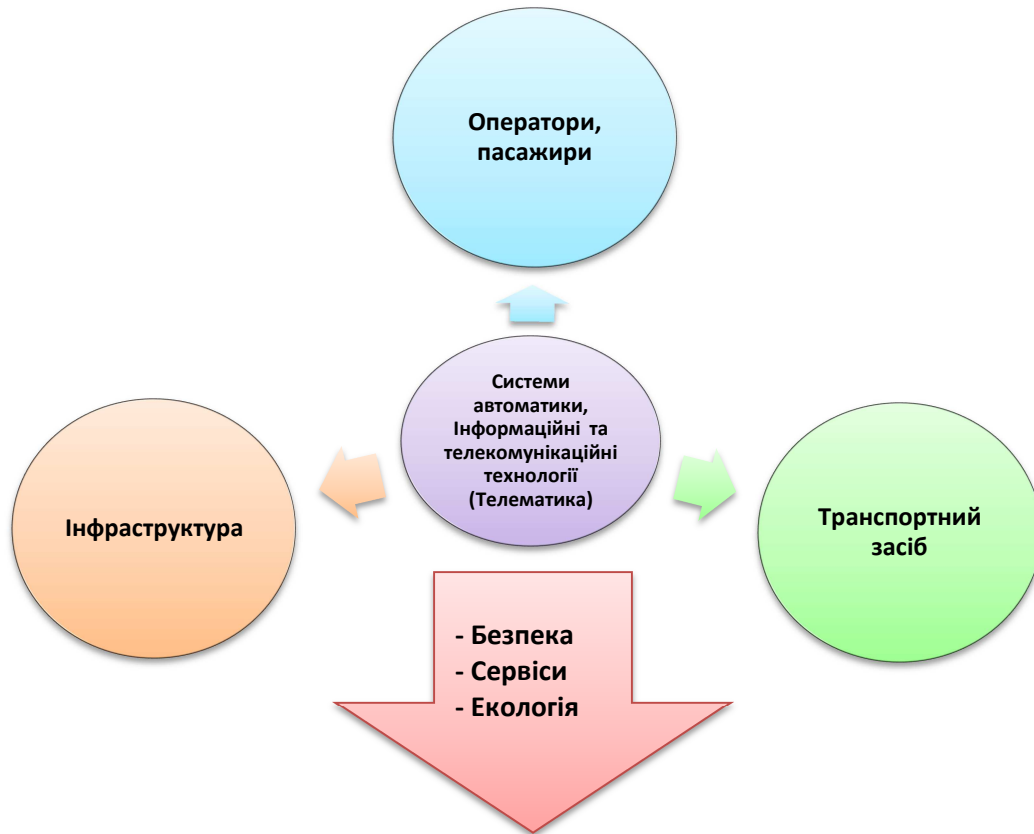 Оператори,
пасажири
Системи
автоматики,
Інформаційні та
телекомунікаційні
технології
(Телематика)
Інфраструктура
Транспортний
засіб
- Безпека
- Сервіси
- Екологія